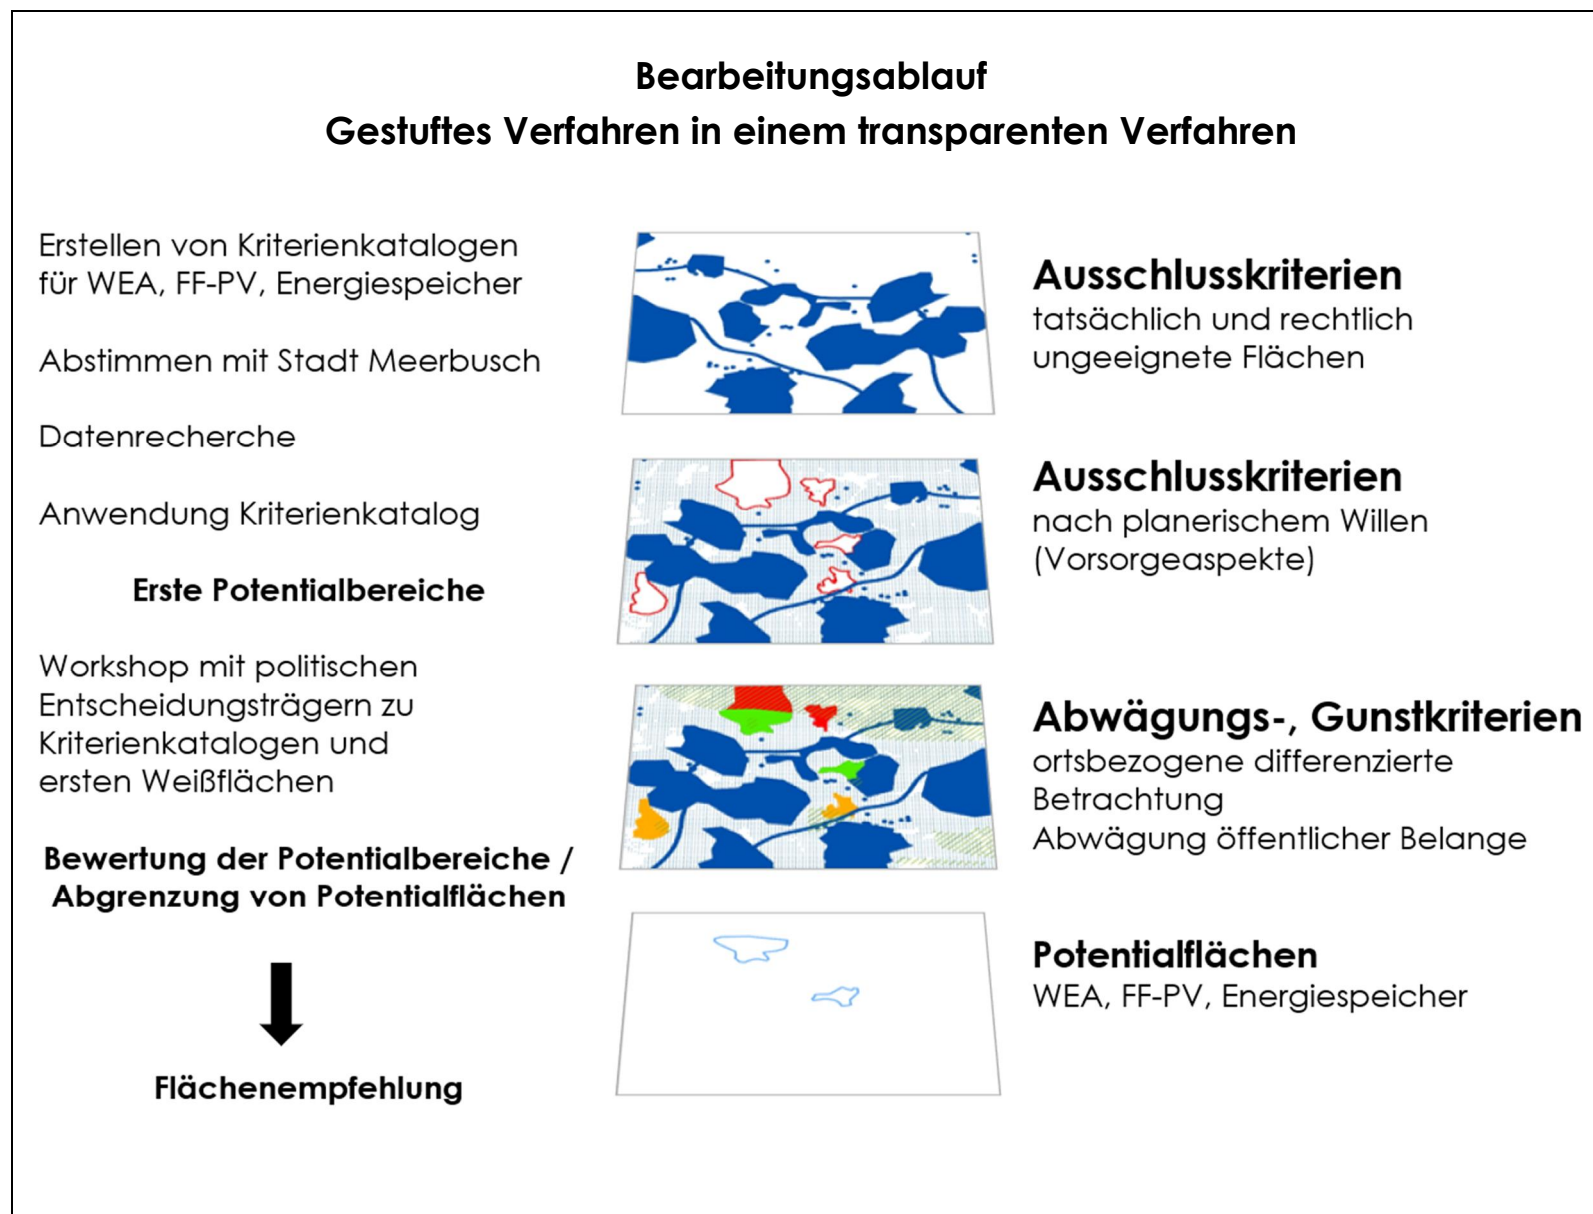 Bearbeitungsablauf
Gestuftes Verfahren in einem transparenten Verfahren
Erstellen von Kriterienkatalogen
für WEA, FF-PV, Energiespeicher
Abstimmen mit Stadt Meerbusch
Datenrecherche
Anwendung Kriterienkatalog
Erste Potentialbereiche
Workshop mit politischen
Entscheidungsträgern zu
Kriterienkatalogen und
ersten Weißflächen
Bewertung der Potentialbereiche /
Abgrenzung von Potentialflächen
Flächenempfehlung
Ausschlusskriterien
tatsächlich und rechtlich
ungeeignete Flächen
Ausschlusskriterien
nach planerischem Willen
(Vorsorgeaspekte)
Abwägungs-, Gunstkriterien
ortsbezogene differenzierte
Betrachtung
Abwägung öffentlicher Belange
Potentialflächen
WEA, FF-PV, Energiespeicher